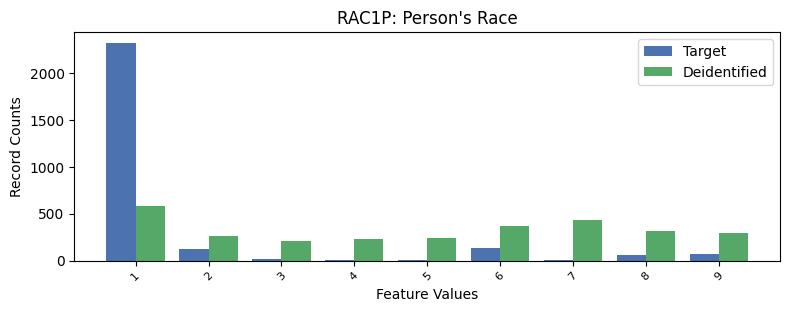 RAC1P: Person's Race
Target
Deidentified
Record Counts
2000
1500
1000
500
0
1 2 3 4 5 6 7 8 9
Feature Values